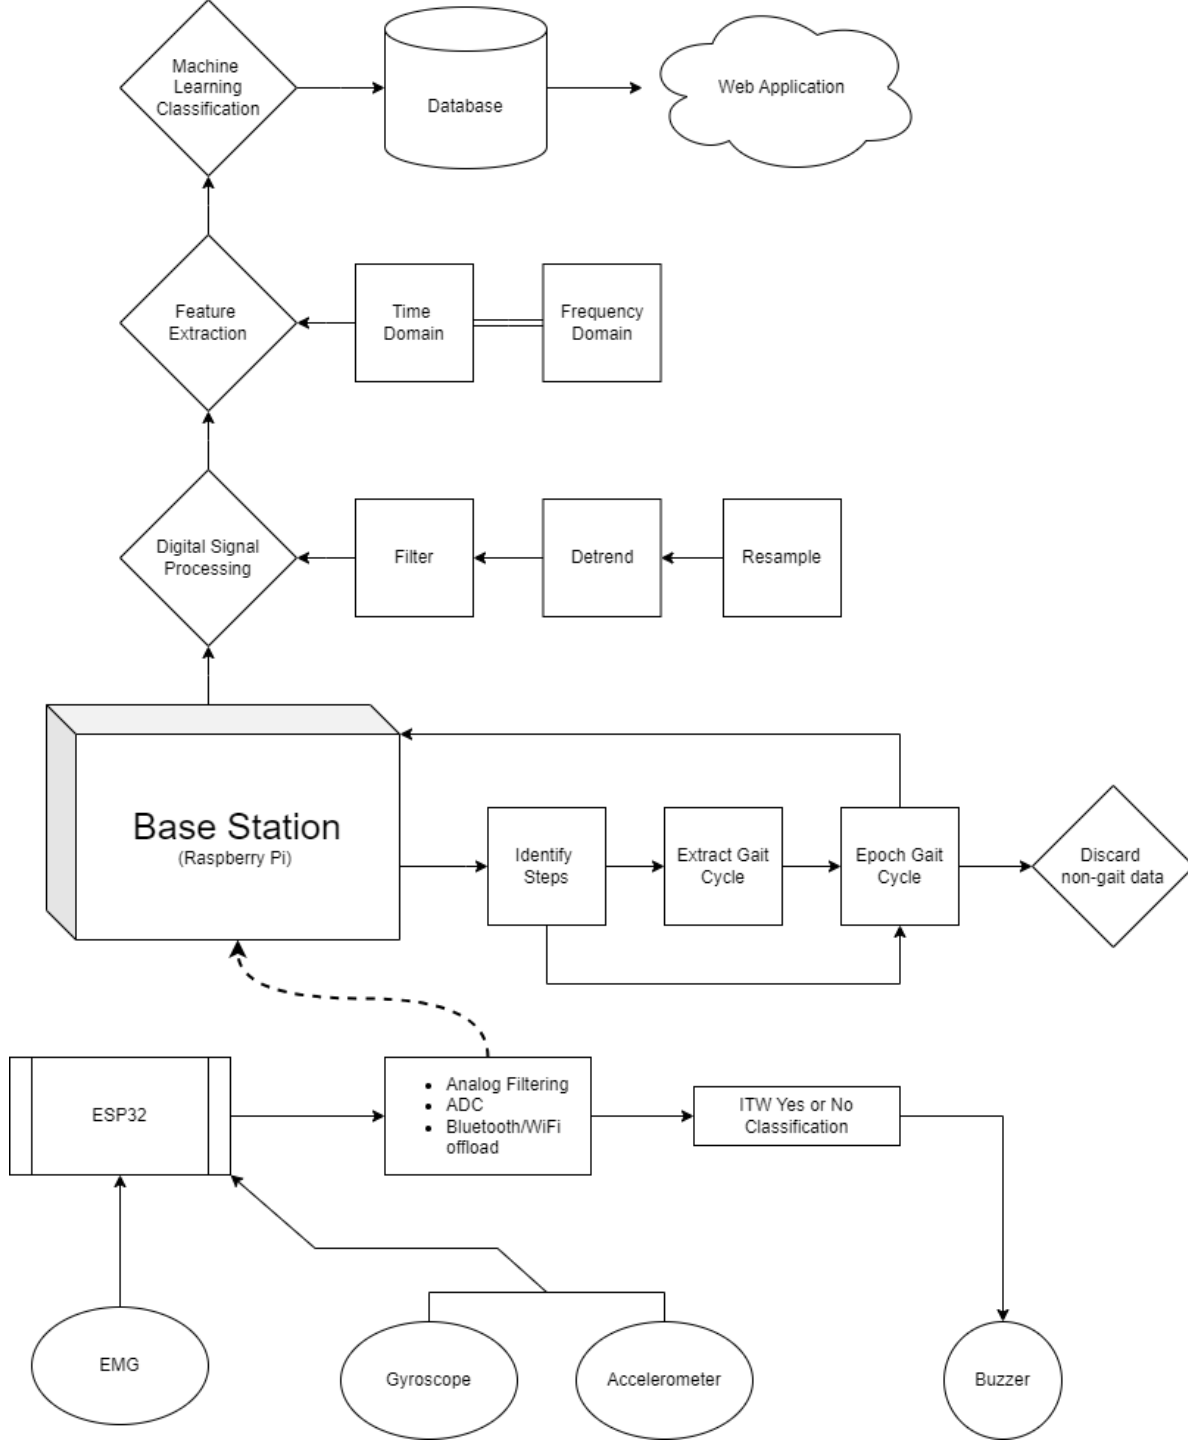 Machine
Learning
Classification
Database
Web Application
Feature
Extraction
Time
Domain
Frequency
Domain
Digital Signal
Processing
Filter
Detrend
Resample
Base Station
(Raspberry Pi)
Identify
Steps
Extract Gait
Cycle
Epoch Gait
Cycle
Discard
non-gait data
ESP32
• Analog Filtering
• ADC
• Bluetooth/WiFi
offload
ITW Yes or No
Classification
EMG
Gyroscope
Accelerometer
Buzzer